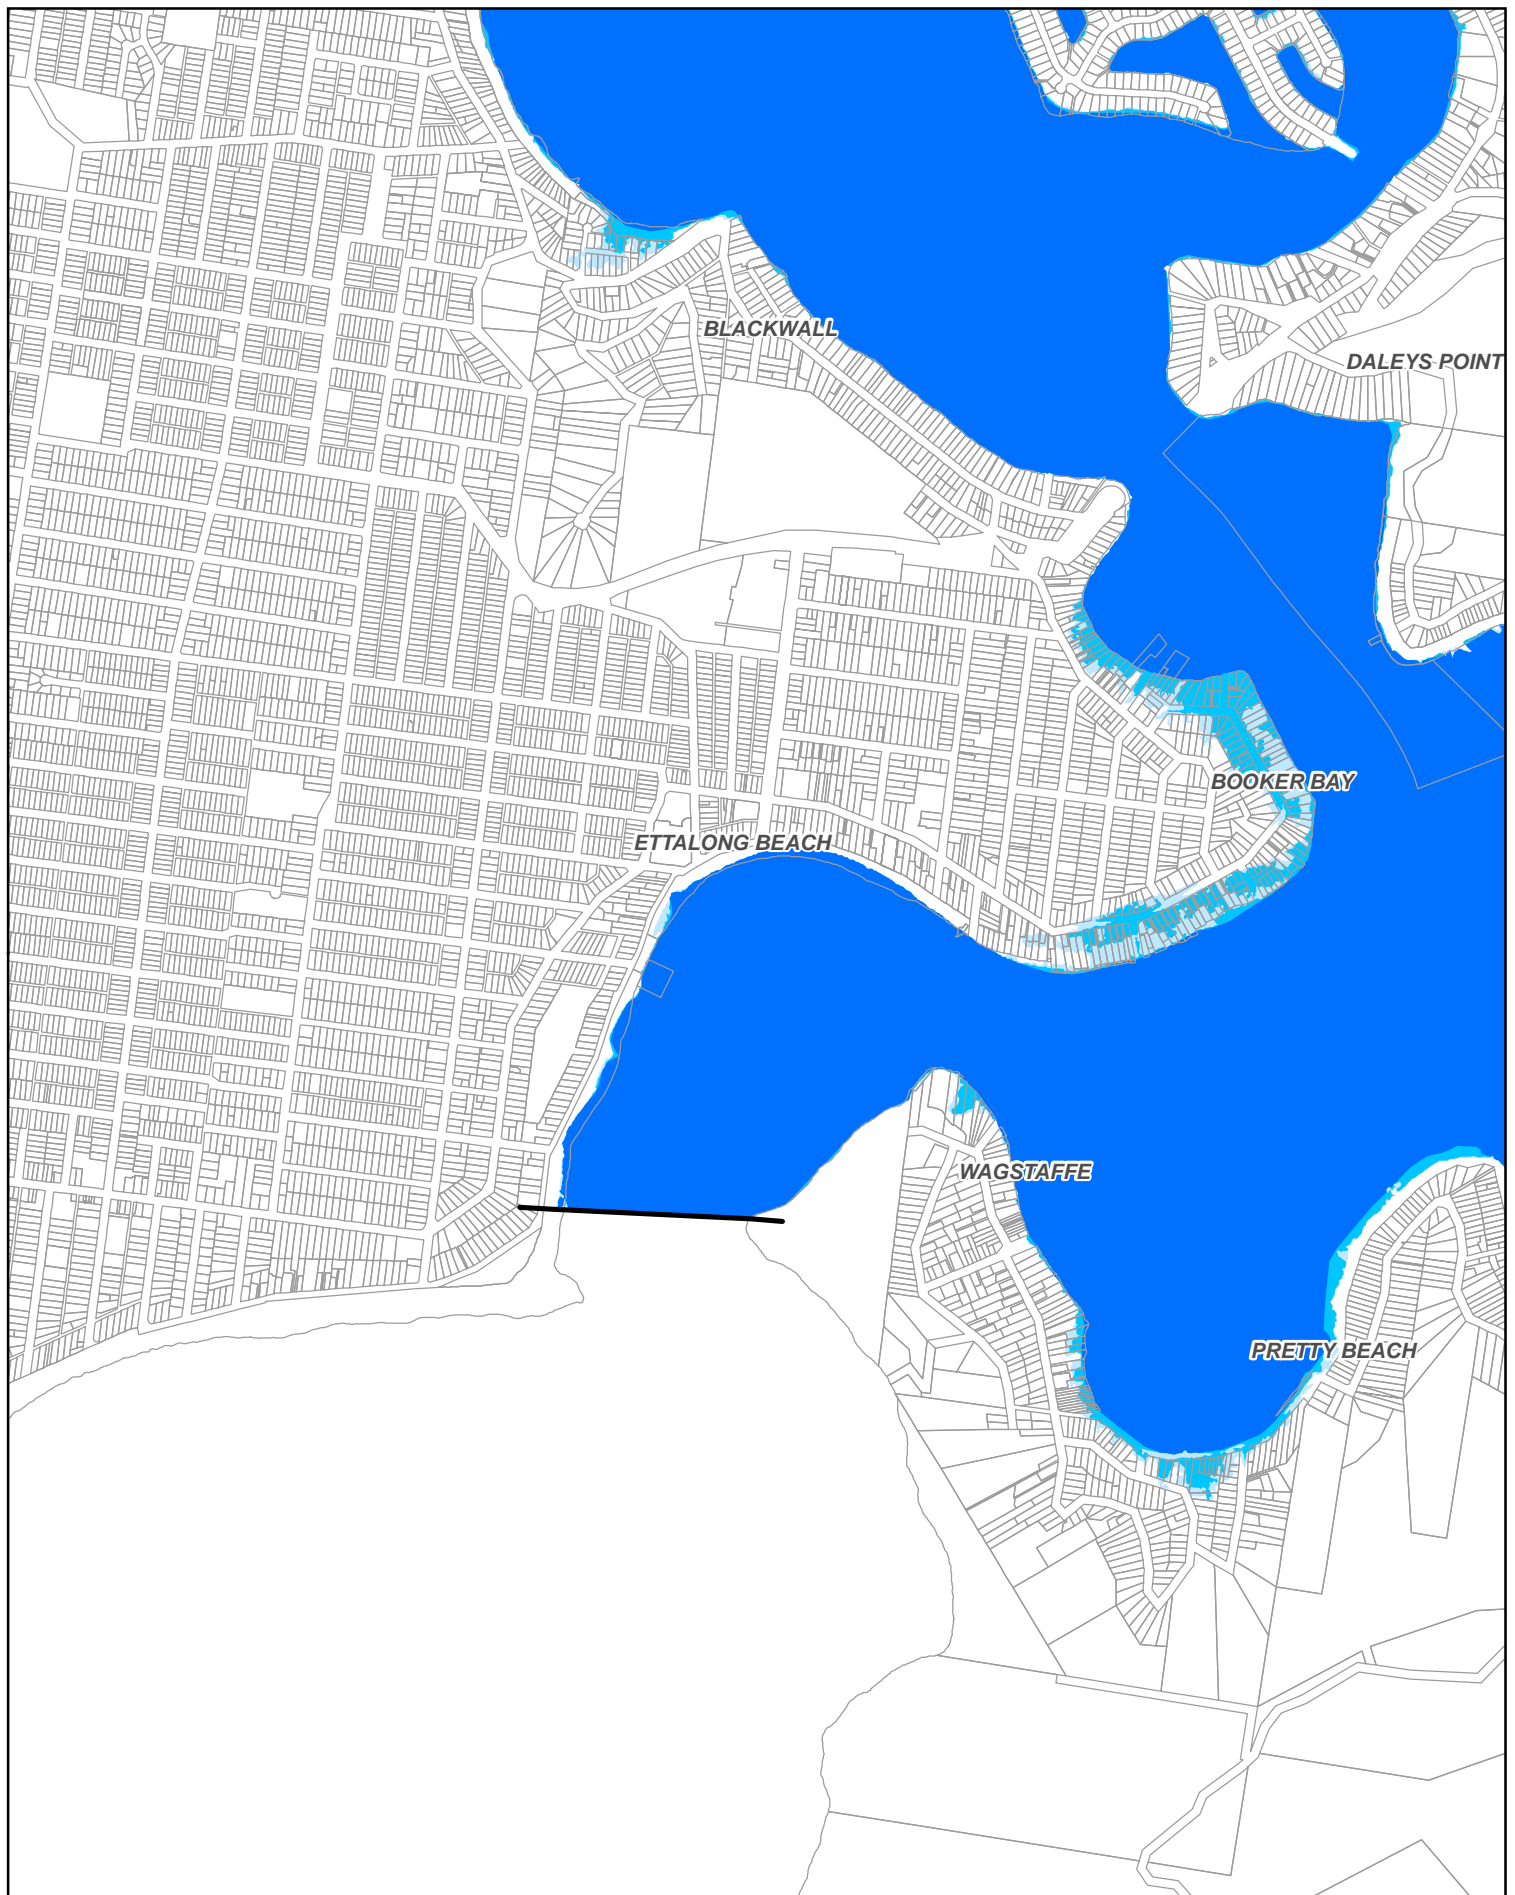 BLACKWALL
DALEYS POINT
BOOKER BAY
ETTALONG BEACH
WAGSTAFFE
PRETTY BEACH